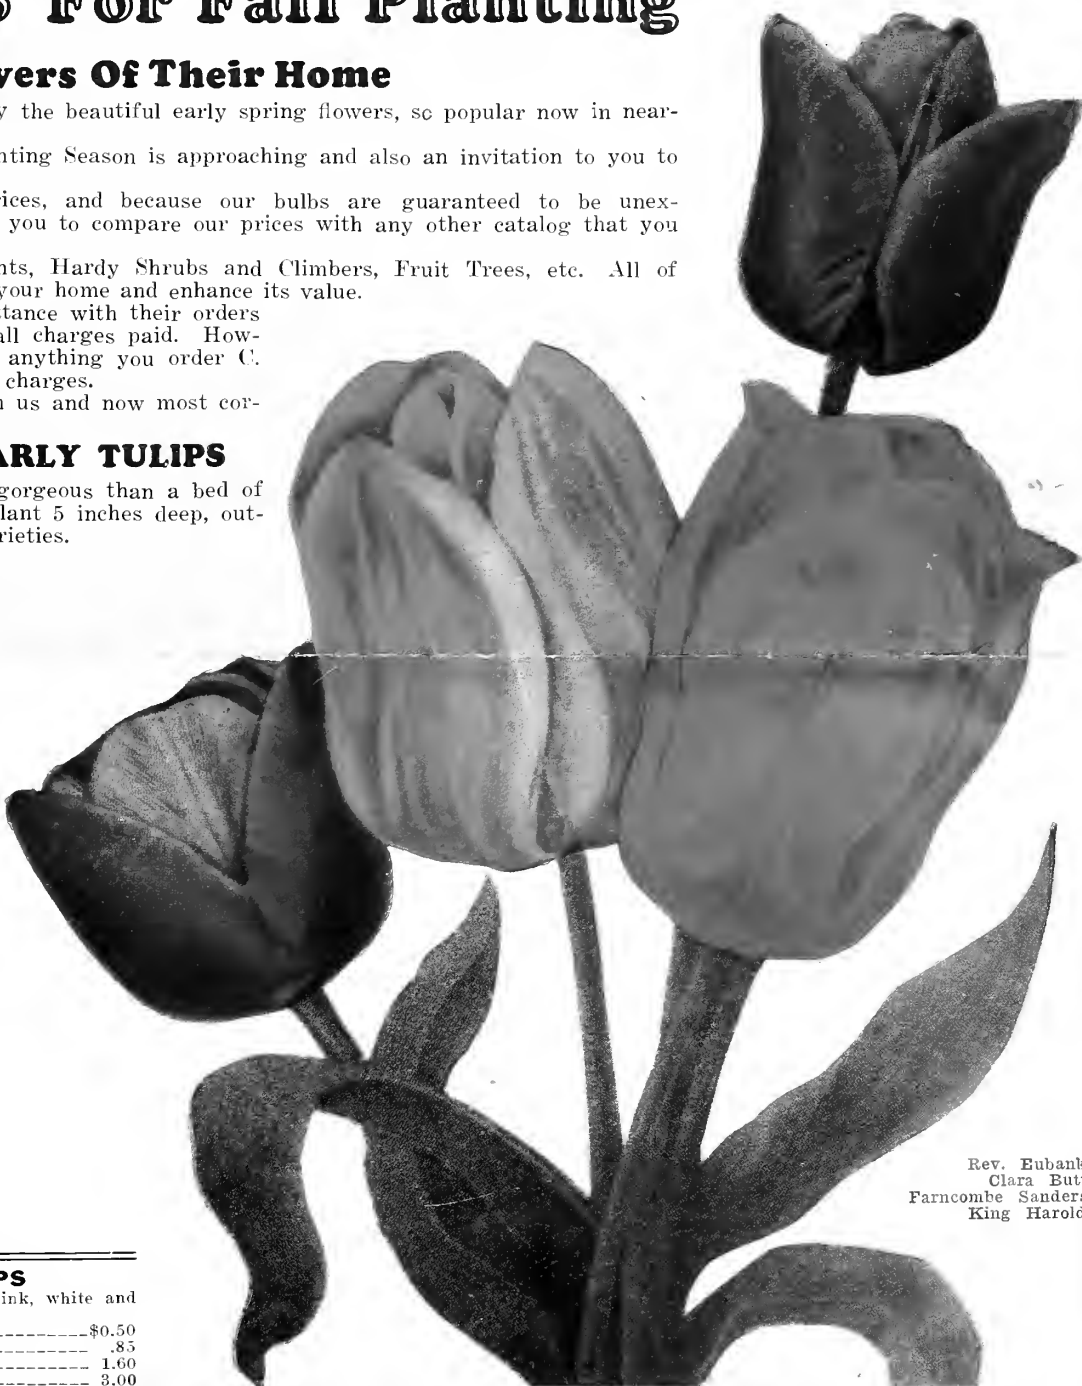 For Fall Planting
vers Of Their Home
y the beautiful early spring flowers, so popular now in near-
nting Season is approaching and also an invitation to you to
rices, and because our bulbs are guaranteed to be unex-
you to compare our prices with any other catalog that you
nts, Hardy Shrubs and Climbers, Fruit Trees, etc. All of
your home and enhance its value.
tance with their orders
all charges paid. How-
anything you order C.
charges.
n us and now most cor-
ARLY TULIPS
gorgeous than a bed of
lant 5 inches deep, out-
rieties.
Rev. Eubank
Clara But
Farncombe Sanders
King Harold
PS
ink, white and
$0.50
.85
1.60
3.00